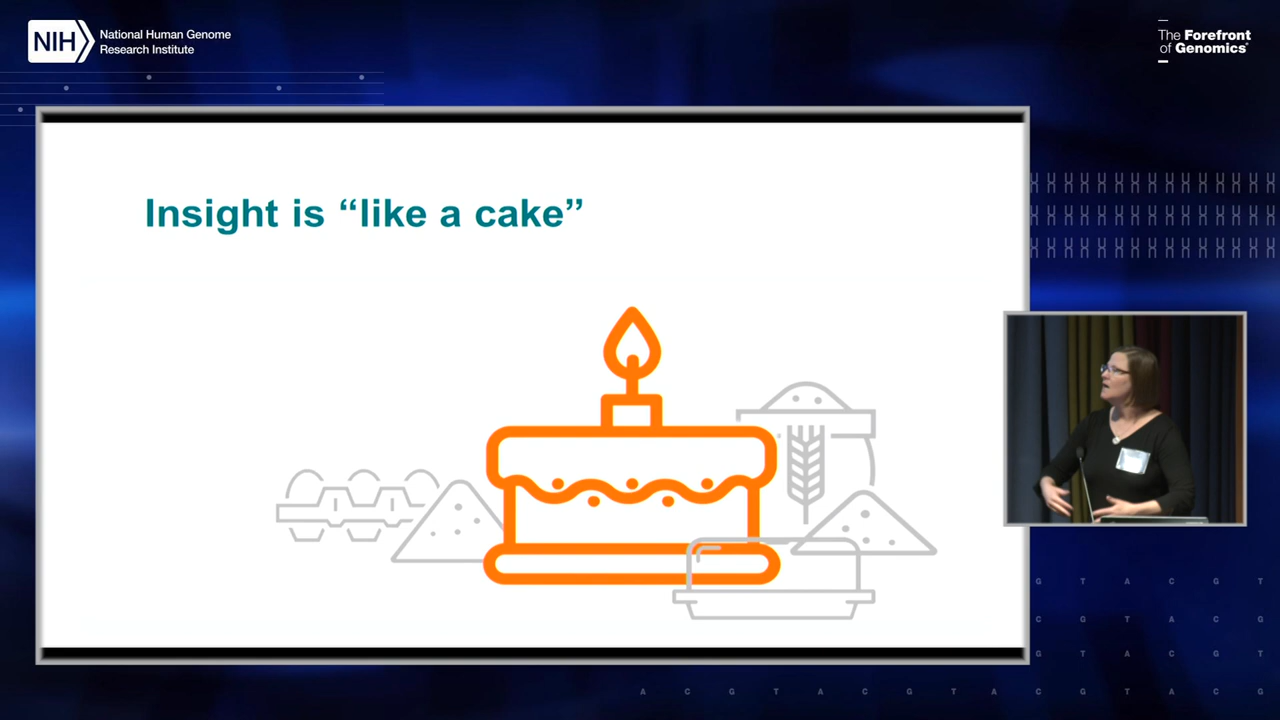 NIH
National Human Genome
Research Institute
The Forefront
of Genomics®
Insight is “like a cake”
G T A C G T
C G T A C G
G T A C G T
A C G T A C G T A C G T A C G